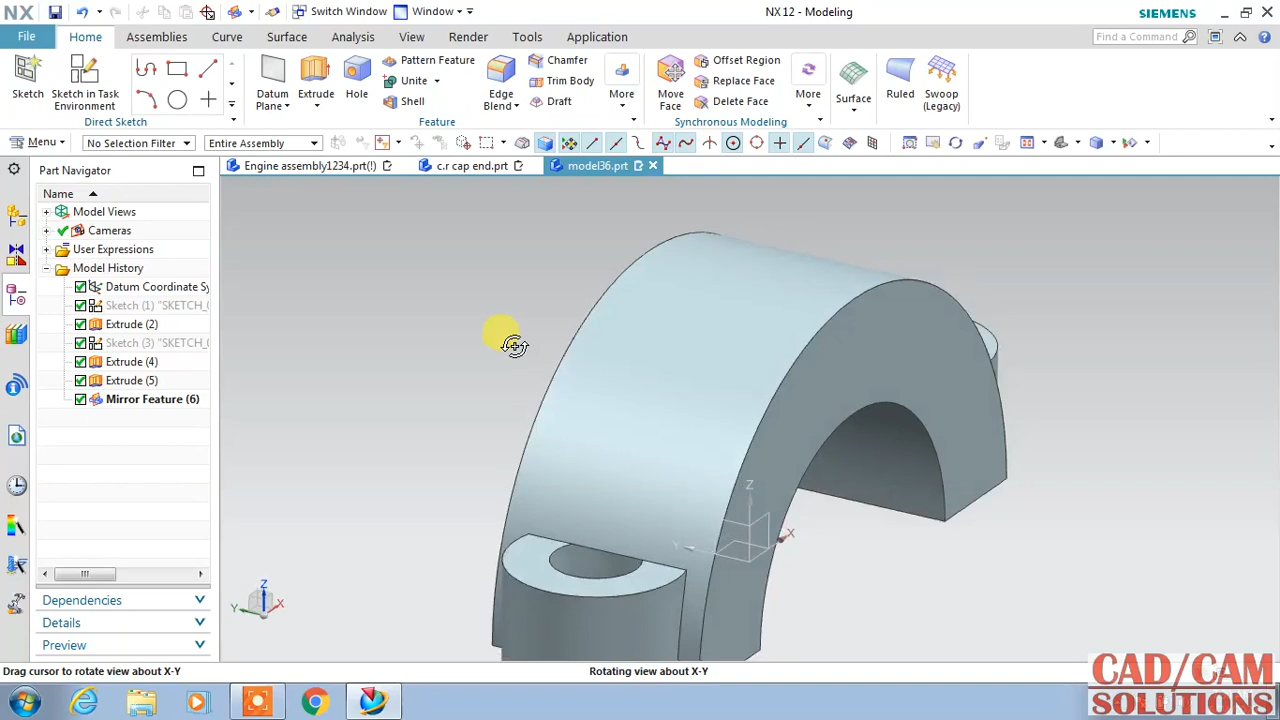 NX
Switch Window
Window
NX 12 - Modeling
SIEMENS
File
Home
Assemblies
Curve
Surface
Analysis
View
Render
Tools
Application
Find a Command
Sketch
Sketch in Task Environment
Direct Sketch
Datum Plane
Extrude
Hole
Pattern Feature
Unite
Shell
Edge Blend
Chamfer
Trim Body
Draft
More
Feature
Move Face
Offset Region
Replace Face
Delete Face
More
Synchronous Modeling
Surface
Ruled
Swoop (Legacy)
Menu
No Selection Filter
Entire Assembly
Part Navigator
Engine assembly1234.prt(!)
c.r cap end.prt
model36.prt
Name
Model Views
Cameras
User Expressions
Model History
Datum Coordinate Sy
Sketch (1) "SKETCH_0
Extrude (2)
Sketch (3) "SKETCH_0
Extrude (4)
Extrude (5)
Mirror Feature (6)
Z
X
Y
Z
Y
X
Dependencies
Details
Preview
Drag cursor to rotate view about X-Y
Rotating view about X-Y
CAD/CAM
SOLUTIONS